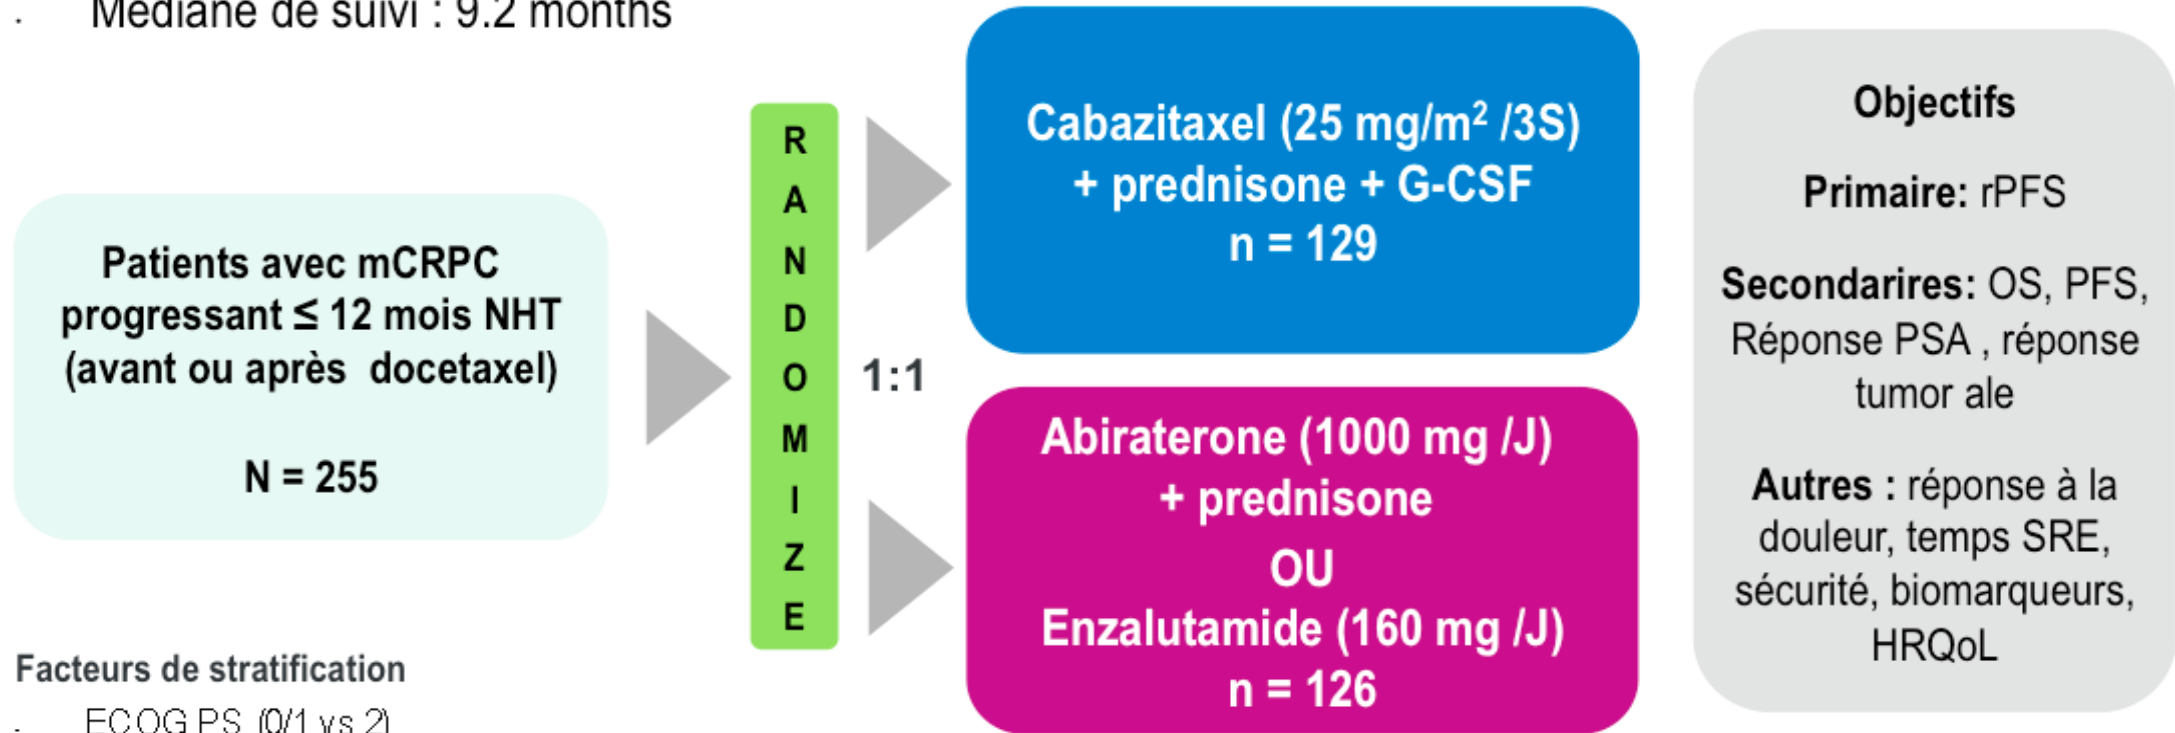 . Médiane de suivi : 9.2 months
Patients avec mCRPC
progressant ≤ 12 mois NHT
(avant ou après docetaxel)
N = 255
R
A
N
D
O
M
I
Z
E
1:1
Cabazitaxel (25 mg/m² /3S)
+ prednisone + G-CSF
n = 129
Abiraterone (1000 mg /J)
+ prednisone
OU
Enzalutamide (160 mg /J)
n = 126
Objectifs
Primaire: rPFS
Secondarires: OS, PFS,
Réponse PSA , réponse
tumor ale
Autres : réponse à la
douleur, temps SRE,
sécurité, biomarqueurs,
HRQoL
Facteurs de stratification
- ECOG PS (0/1 vs 2)